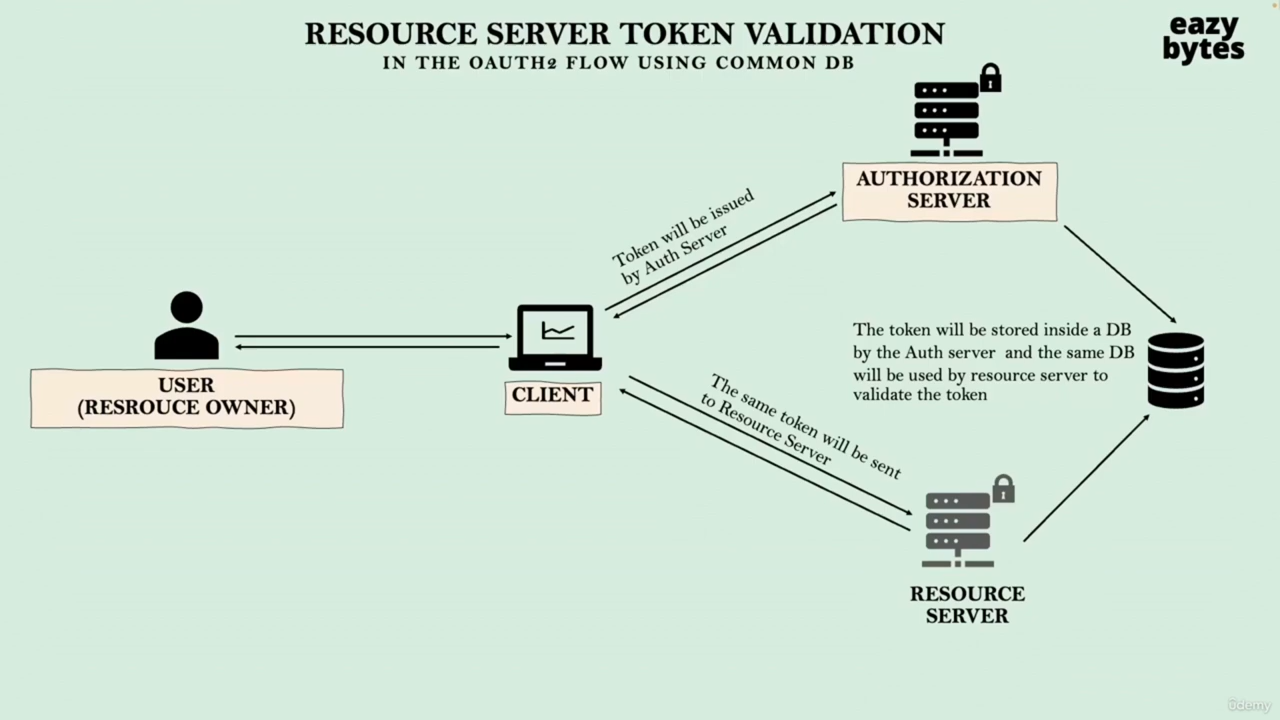 RESOURCE SERVER TOKEN VALIDATION
IN THE OAUTH2 FLOW USING COMMON DB
eazy
bytes
AUTHORIZATION
SERVER
Token will be issued
by Auth Server
The token will be stored inside a DB
by the Auth server and the same DB
will be used by resource server to
validate the token
USER
(RESROUCE OWNER)
CLIENT
The same token will be sent
to Resource Server
RESOURCE
SERVER
ûdemy